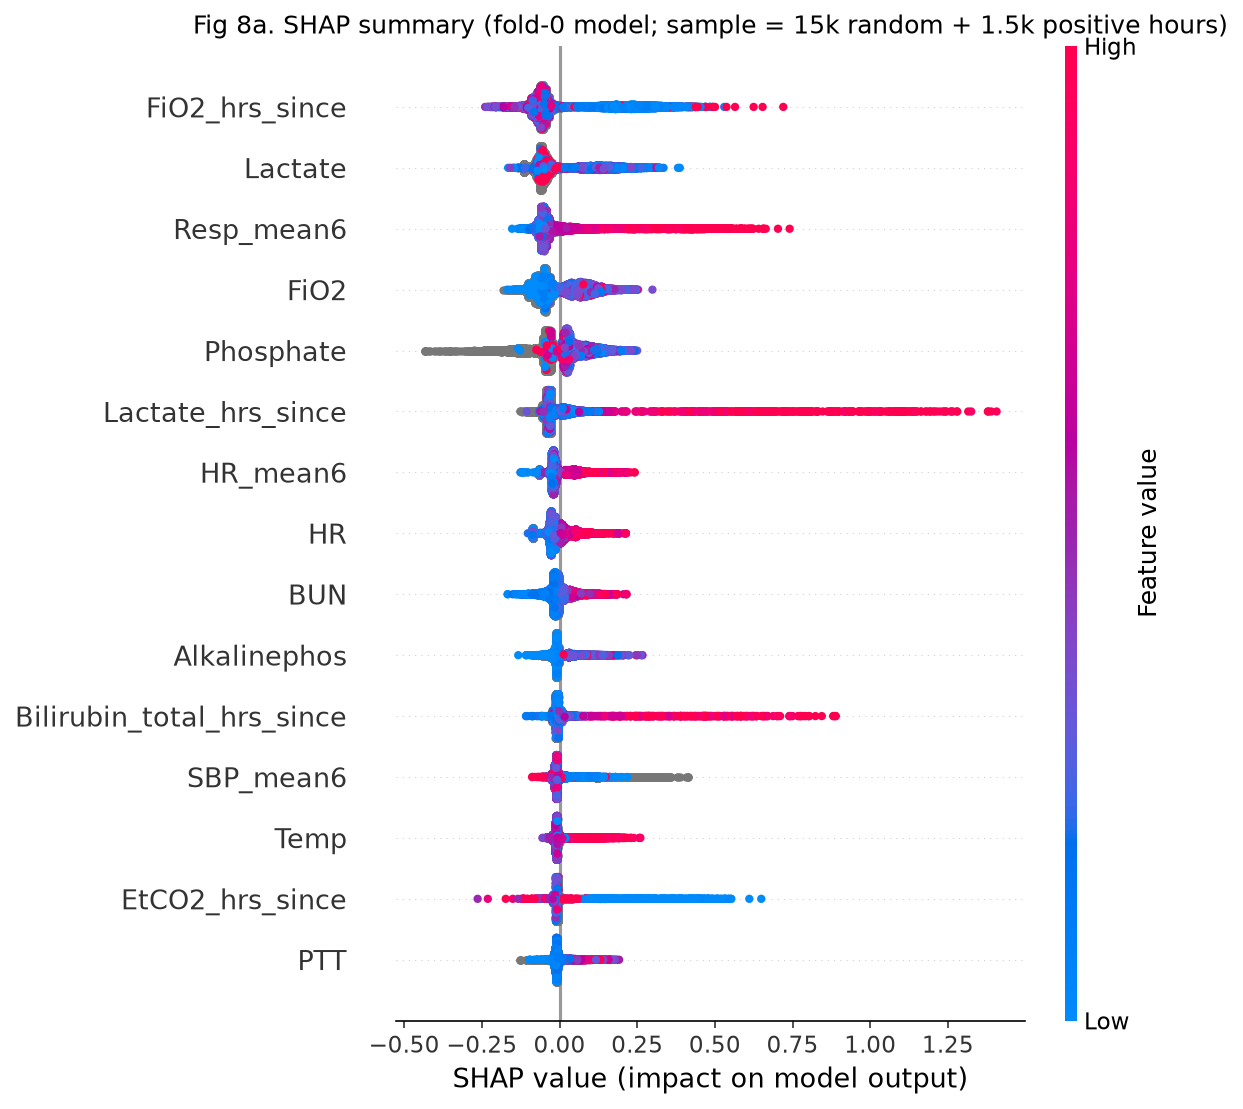 Fig 8a. SHAP summary (fold-0 model; sample = 15k random + 1.5k positive hours)
High
FiO2_hrs_since
Lactate
Resp_mean6
FiO2
Phosphate
Lactate_hrs_since
HR_mean6
HR
BUN
Alkalinephos
Bilirubin_total_hrs_since
SBP_mean6
Temp
EtCO2_hrs_since
PTT
Feature value
Low
−0.50 −0.25 0.00 0.25 0.50 0.75 1.00 1.25
SHAP value (impact on model output)